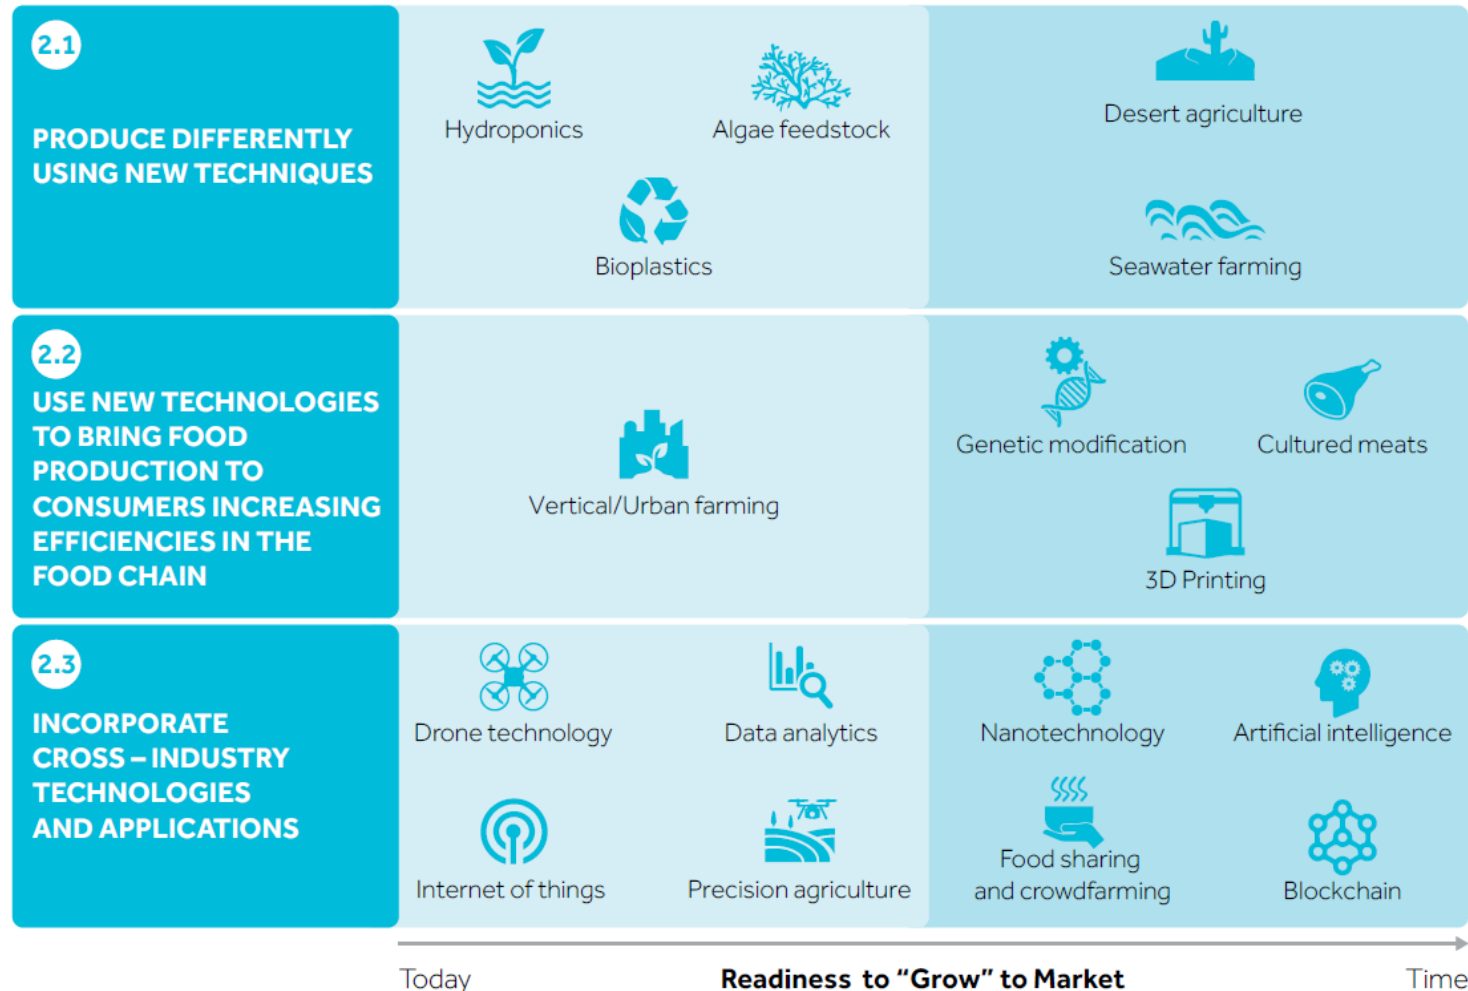 2.1
PRODUCE DIFFERENTLY
USING NEW TECHNIQUES
Hydroponics
Algae feedstock
Bioplastics
Desert agriculture
Seawater farming
2.2
USE NEW TECHNOLOGIES
TO BRING FOOD
PRODUCTION TO
CONSUMERS INCREASING
EFFICIENCIES IN THE
FOOD CHAIN
Vertical/Urban farming
Genetic modification
Cultured meats
3D Printing
2.3
INCORPORATE
CROSS – INDUSTRY
TECHNOLOGIES
AND APPLICATIONS
Drone technology
Data analytics
Internet of things
Precision agriculture
Nanotechnology
Artificial intelligence
Food sharing
and crowdfarming
Blockchain
Today
Readiness to “Grow” to Market
Time